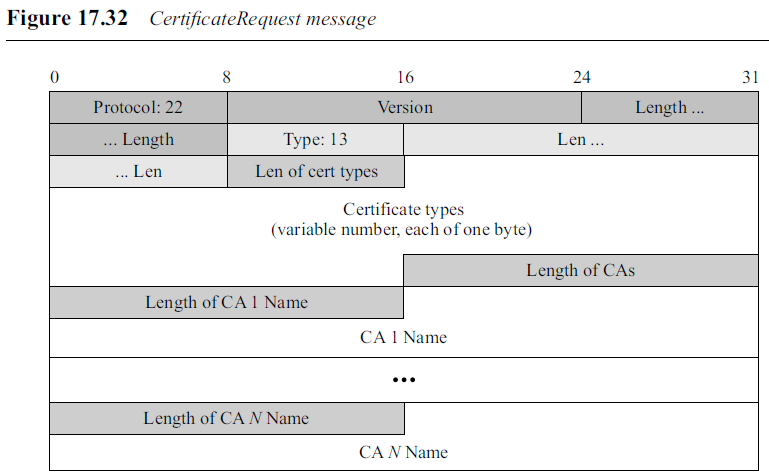 Figure 17.32 CertificateRequest message
0 8 16 24 31
Protocol: 22 Version Length ...
... Length Type: 13 Len ...
... Len Len of cert types
Certificate types
(variable number, each of one byte)
Length of CAs
Length of CA 1 Name
CA 1 Name
•••
Length of CA N Name
CA N Name